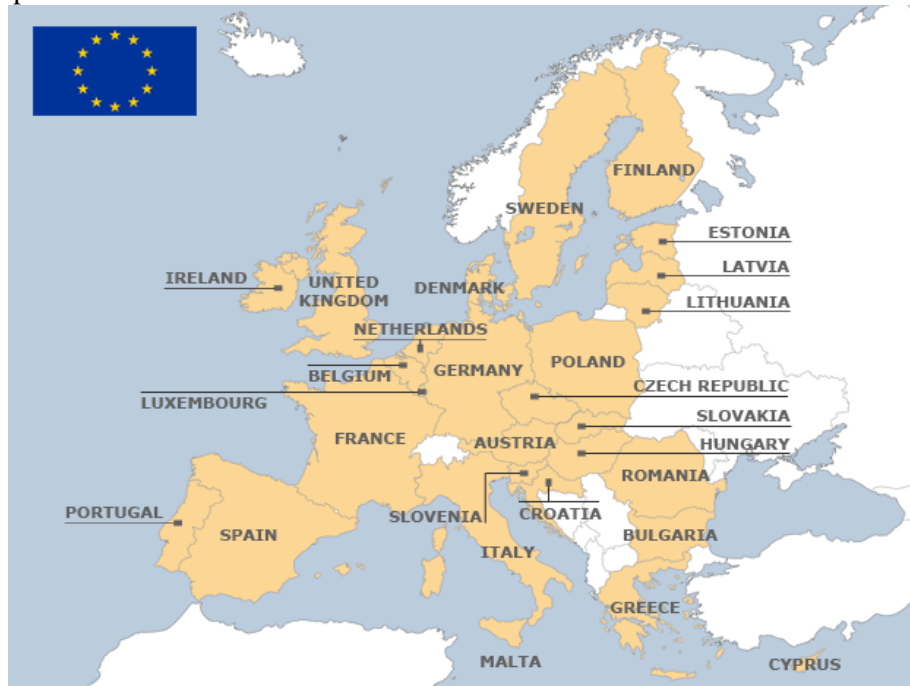 FINLAND
SWEDEN
ESTONIA
IRELAND
LATVIA
UNITED
KINGDOM
DENMARK
LITHUANIA
NETHERLANDS
POLAND
BELGIUM
GERMANY
CZECH REPUBLIC
LUXEMBOURG
SLOVAKIA
FRANCE
AUSTRIA
HUNGARY
ROMANIA
PORTUGAL
SLOVENIA
CROATIA
SPAIN
BULGARIA
ITALY
GREECE
MALTA
CYPRUS